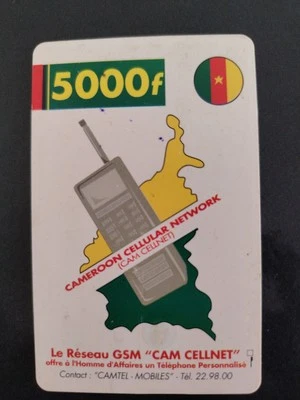 5000f
CAMEROON CELLULAR NETWORK
(CAM CELLNET)
Le Réseau GSM "CAM CELLNET"
offre à l'Homme d'Affaires un Téléphone Personnalisé
Contact : "CAMTEL - MOBILES" - Tél. 22.98.00